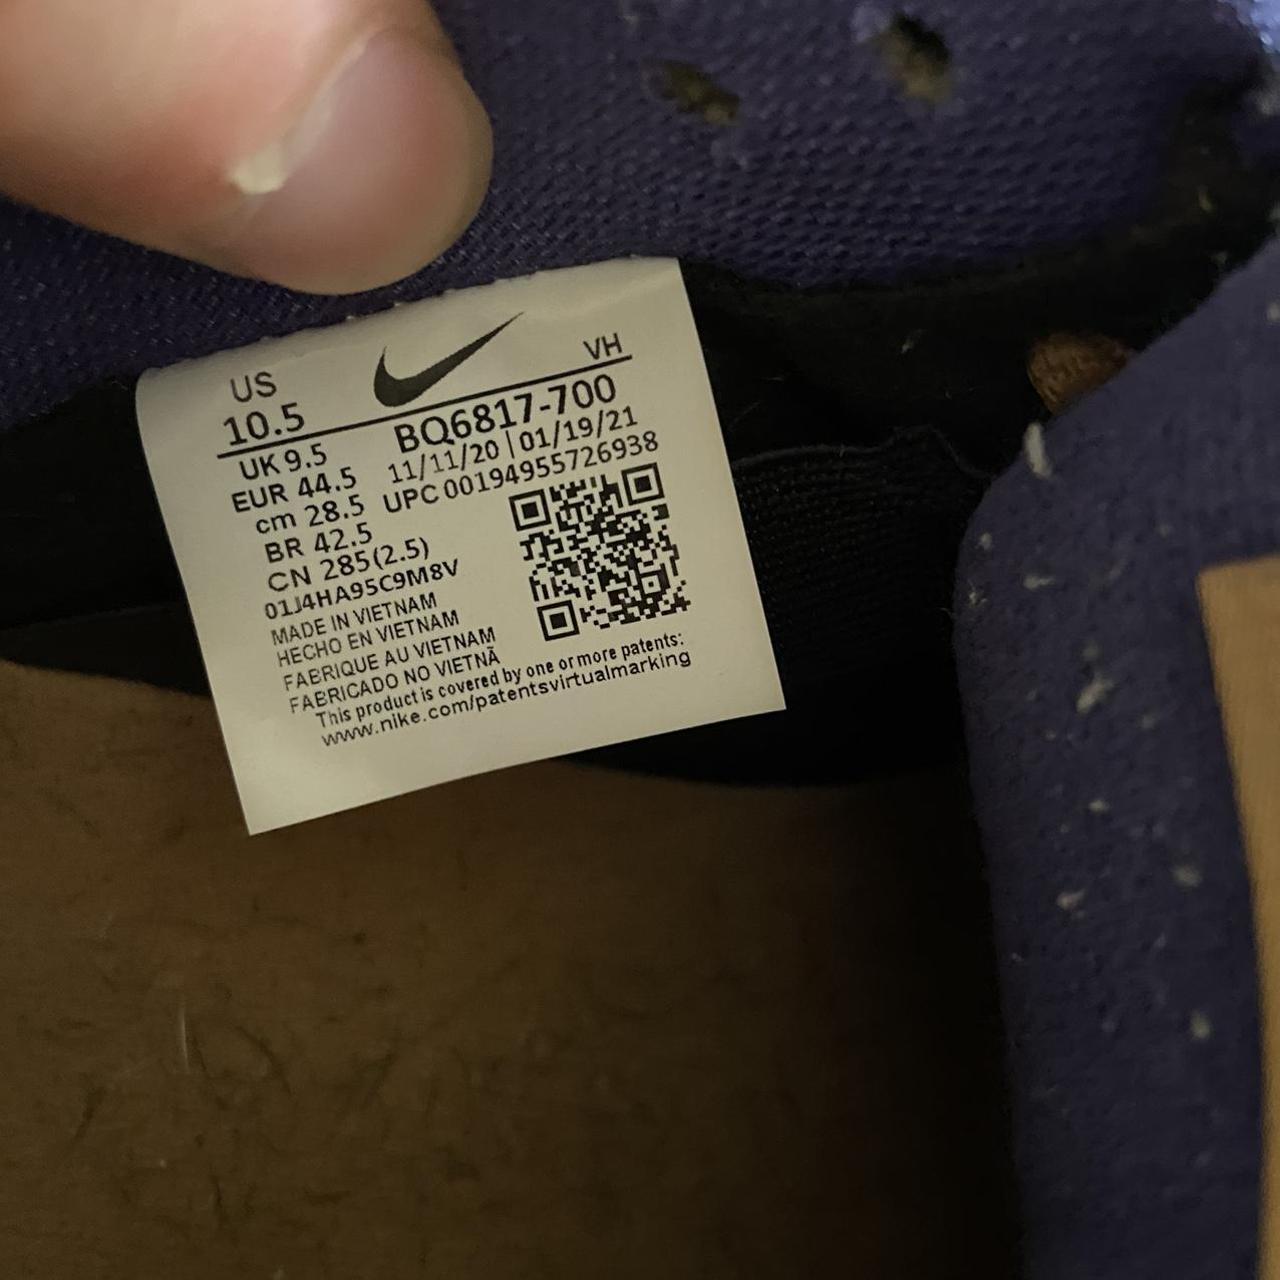 US
10.5
VH
UK 9.5
EUR 44.5
cm 28.5
BR 42.5
CN 285(2.5)
BQ6817-700
11/11/20 | 01/19/21
UPC 00194955726938
01J4HA95C9M8V
MADE IN VIETNAM
HECHO EN VIETNAM
FABRIQUE AU VIETNAM
FABRICADO NO VIETNÃ
This product is covered by one or more patents:
www.nike.com/patentsvirtualmarking